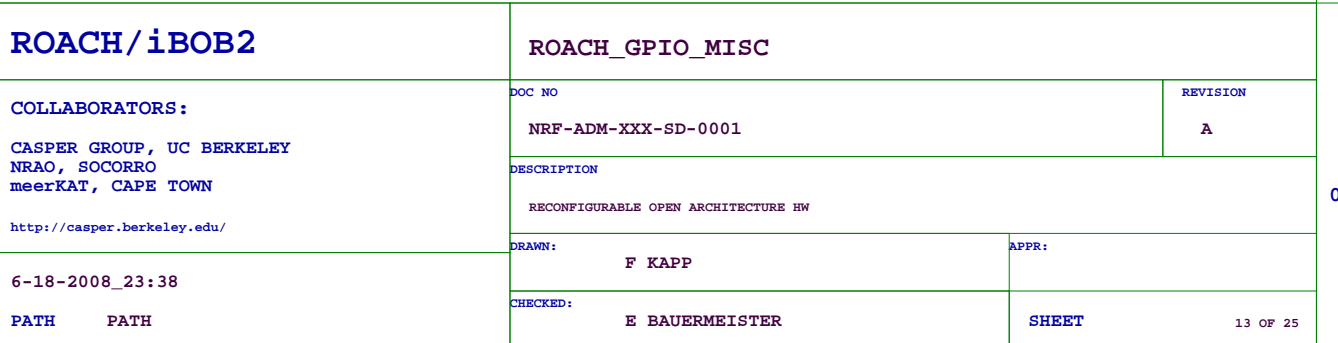 ROACH/iBOB2
COLLABORATORS:
CASPER GROUP, UC BERKELEY
NRAO, SOCORRO
meerKAT, CAPE TOWN
http://casper.berkeley.edu/
6-18-2008_23:38
PATH PATH
ROACH_GPIO_MISC
DOC NO
NRF-ADM-XXX-SD-0001
REVISION
A
DESCRIPTION
RECONFIGURABLE OPEN ARCHITECTURE HW
DRAWN:
F KAPP
APPR:
CHECKED:
E BAUERMEISTER
SHEET 13 OF 25